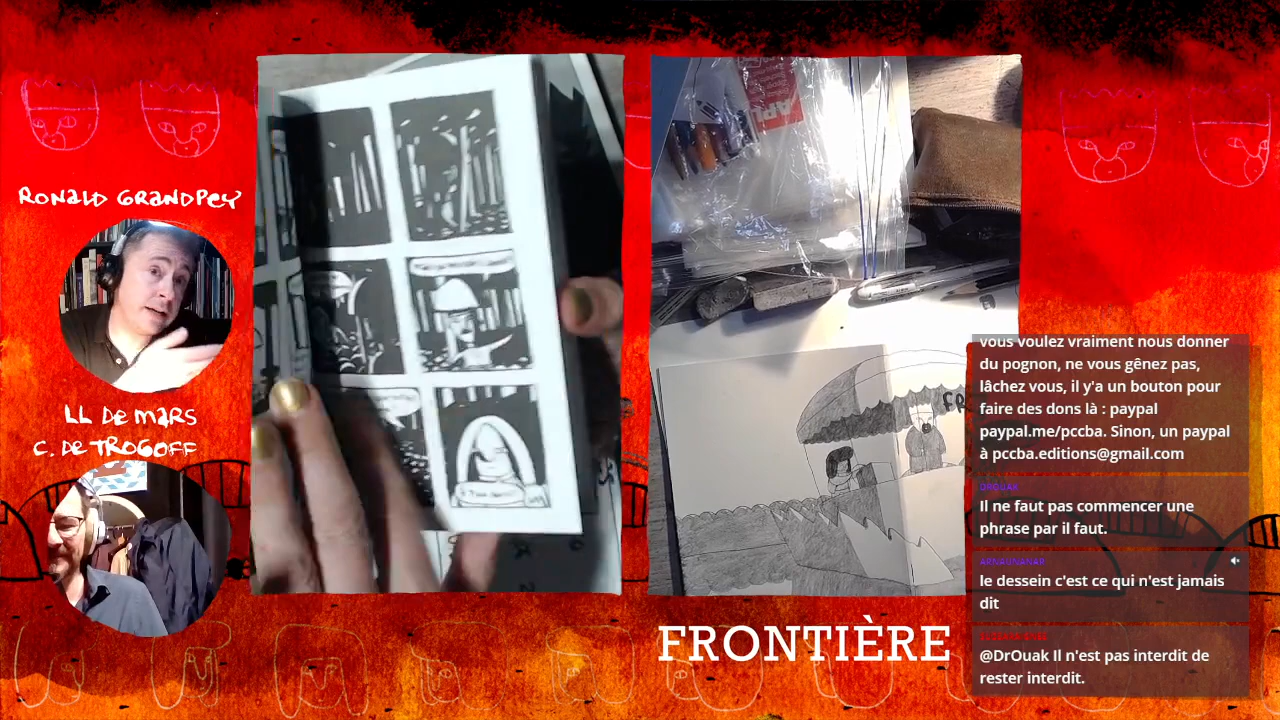 RONALD GRANDPEY
LL DE MARS
C. DE TROGOFF
FRONTIÈRE
vous voulez vraiment nous donner
du pognon, ne vous gênez pas,
lâchez vous, il y'a un bouton pour
faire des dons là : paypal
paypal.me/pccba. Sinon, un paypal
à pccba.editions@gmail.com
DROUAK
Il ne faut pas commencer une
phrase par il faut.
ARNAUNANAR
le dessein c'est ce qui n'est jamais
dit
@DrOuak Il n'est pas interdit de
rester interdit.